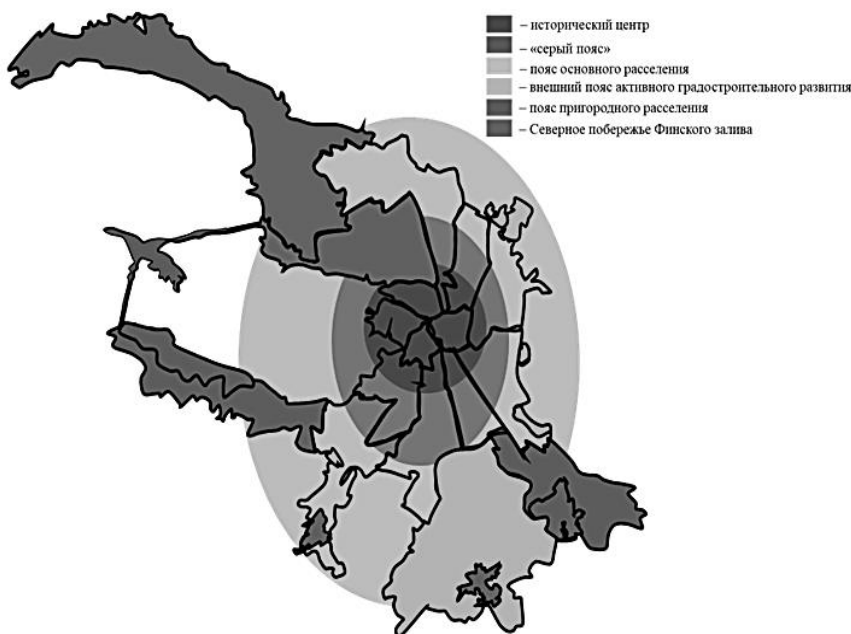 – исторический центр
– «серый пояс»
– пояс основного расселения
– внешний пояс активного градостроительного развития
– пояс пригородного расселения
– Северное побережье Финского залива